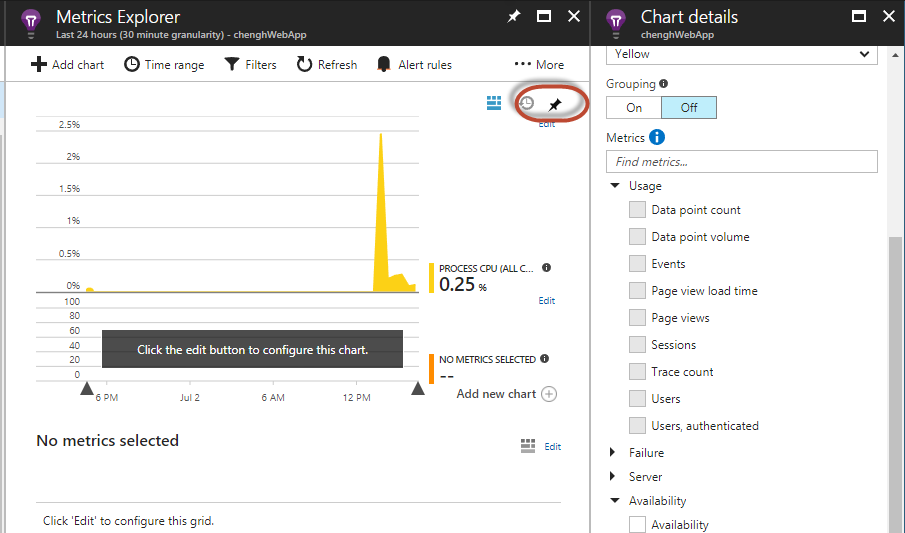 Metrics Explorer
Last 24 hours (30 minute granularity) - chenghWebApp
Add chart
Time range
Filters
Refresh
Alert rules
More
Edit
2.5%
2%
1.5%
1%
0.5%
0%
PROCESS CPU (ALL C...
0.25 %
Edit
100
80
60
40
20
0
Click the edit button to configure this chart.
NO METRICS SELECTED
--
6 PM
Jul 2
6 AM
12 PM
Add new chart
No metrics selected
Edit
Click 'Edit' to configure this grid.
Chart details
chenghWebApp
Yellow
Grouping
On
Off
Metrics
Find metrics...
Usage
Data point count
Data point volume
Events
Page view load time
Page views
Sessions
Trace count
Users
Users, authenticated
Failure
Server
Availability
Availability